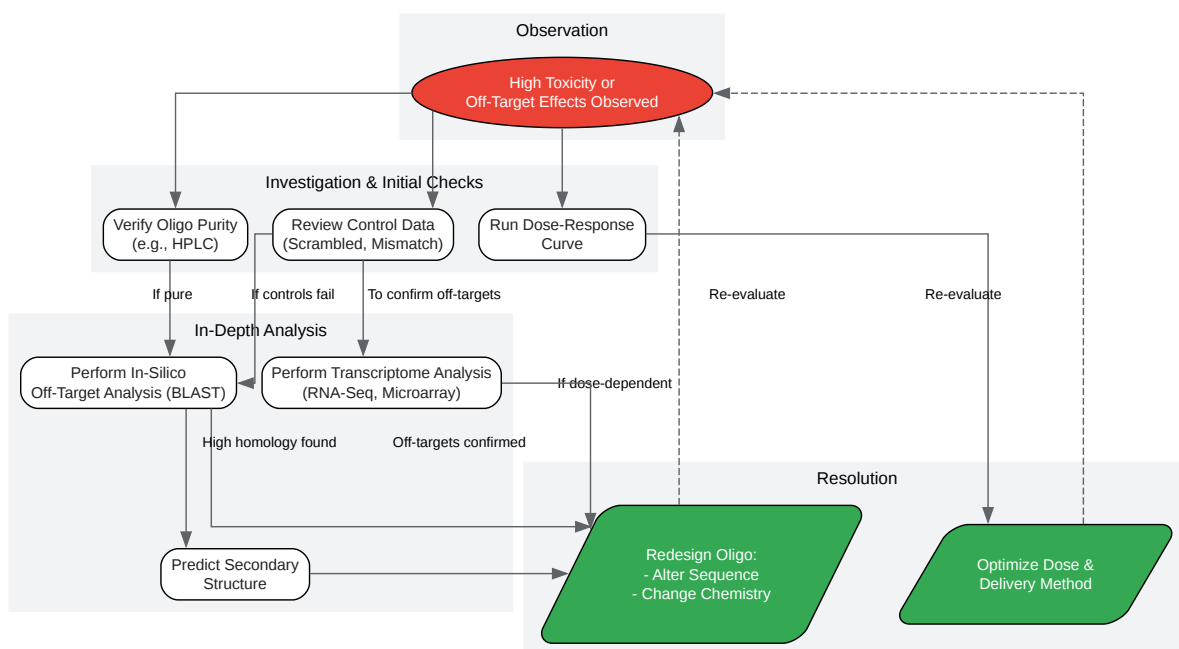 Observation
High Toxicity or
Off-Target Effects Observed
Investigation & Initial Checks
Verify Oligo Purity
(e.g., HPLC)
Review Control Data
(Scrambled, Mismatch)
Run Dose-Response
Curve
If pure
If controls fail
To confirm off-targets
Re-evaluate
Re-evaluate
In-Depth Analysis
Perform In-Silico
Off-Target Analysis (BLAST)
Perform Transcriptome Analysis
(RNA-Seq, Microarray)
If dose-dependent
High homology found
Off-targets confirmed
Resolution
Predict Secondary
Structure
Redesign Oligo:
- Alter Sequence
- Change Chemistry
Optimize Dose &
Delivery Method